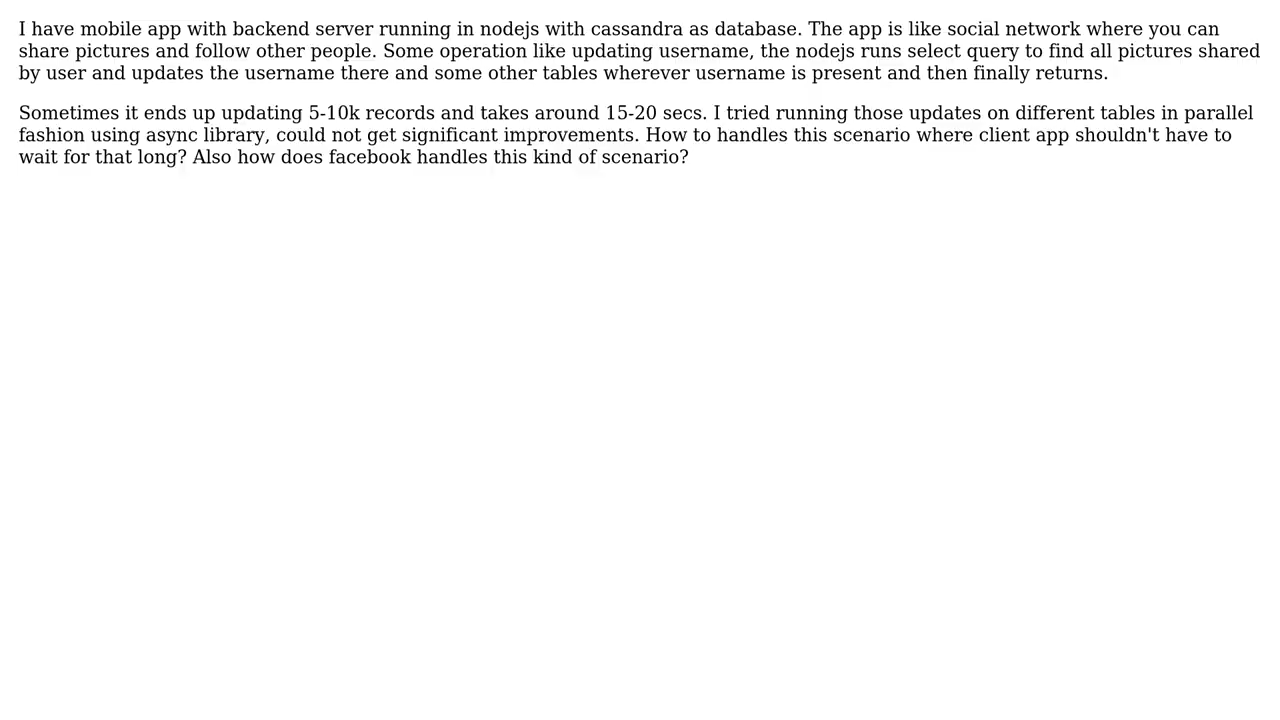 I have mobile app with backend server running in nodejs with cassandra as database. The app is like social network where you can
share pictures and follow other people. Some operation like updating username, the nodejs runs select query to find all pictures shared
by user and updates the username there and some other tables wherever username is present and then finally returns.
Sometimes it ends up updating 5-10k records and takes around 15-20 secs. I tried running those updates on different tables in parallel
fashion using async library, could not get significant improvements. How to handles this scenario where client app shouldn't have to
wait for that long? Also how does facebook handles this kind of scenario?